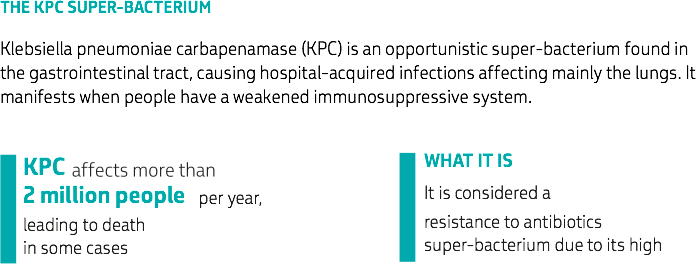 THE KPC SUPER-BACTERIUM
Klebsiella pneumoniae carbapenamase (KPC) is an opportunistic super-bacterium found in
the gastrointestinal tract, causing hospital-acquired infections affecting mainly the lungs. It
manifests when people have a weakened immunosuppressive system.
KPC affects more than
2 million people per year,
leading to death
in some cases
WHAT IT IS
It is considered a
resistance to antibiotics
super-bacterium due to its high